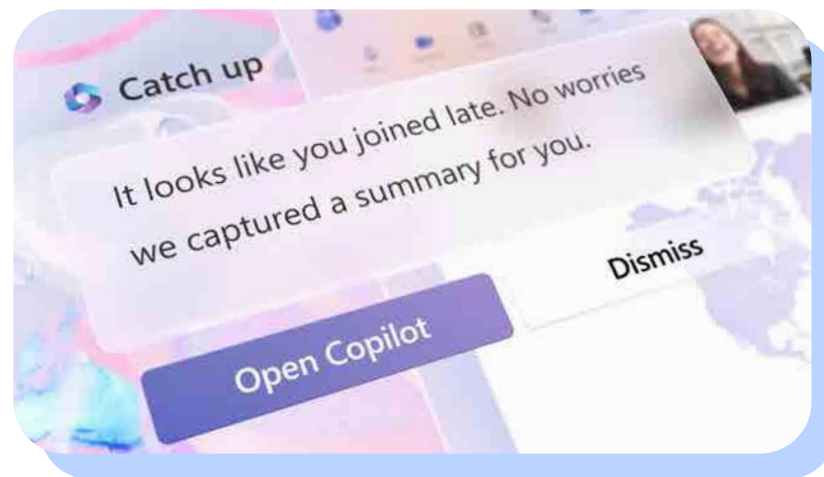 Catch up
It looks like you joined late. No worries
we captured a summary for you.
Open Copilot
Dismiss